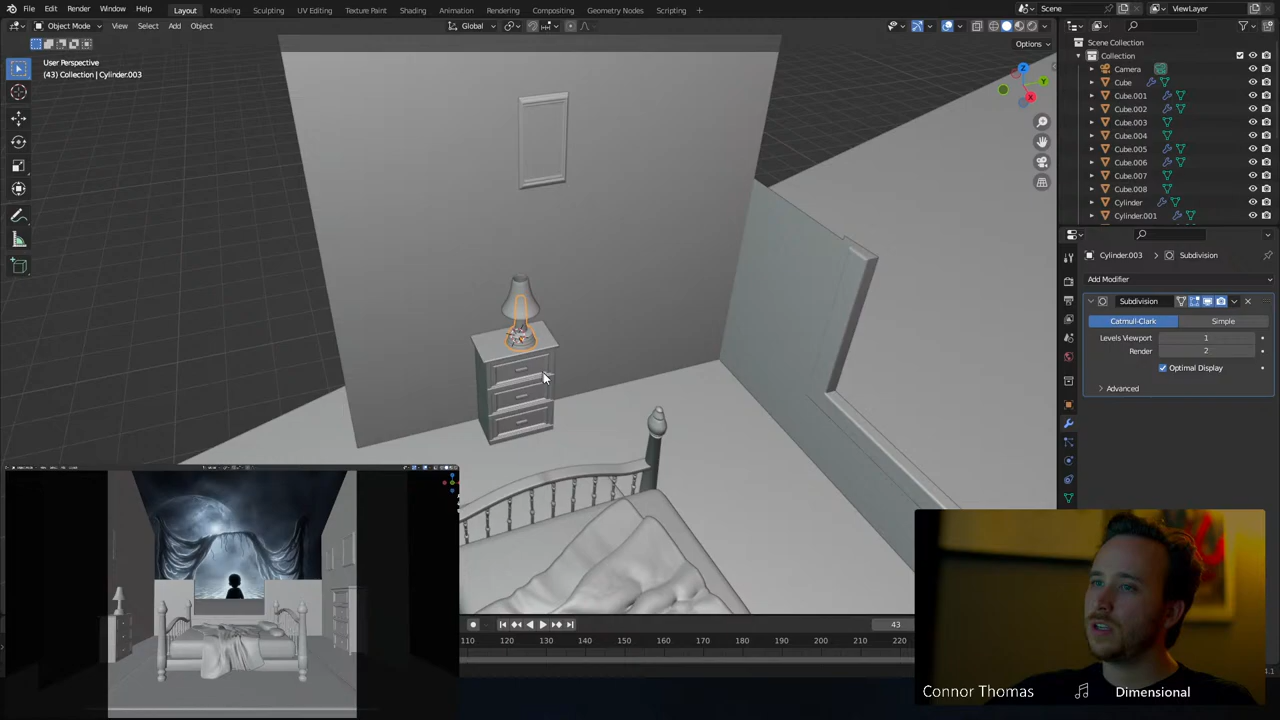 File Edit Render Window Help Layout Modeling Sculpting UV Editing Texture Paint Shading Animation Rendering Compositing Geometry Nodes Scripting Scene ViewLayer
Object Mode View Select Add Object Global
Options
User Perspective
(43) Collection | Cylinder.003
Z
Y
X
Scene Collection
Collection
Camera
Cube
Cube.001
Cube.002
Cube.003
Cube.004
Cube.005
Cube.006
Cube.007
Cube.008
Cylinder
Cylinder.001
Cylinder.003 Subdivision
Add Modifier
Subdivision
Catmull-Clark Simple
Levels Viewport 1
Render 2
Optimal Display
Advanced
43
110 120 130 140 150 160 170 180 190 200 210 220
Connor Thomas Dimensional